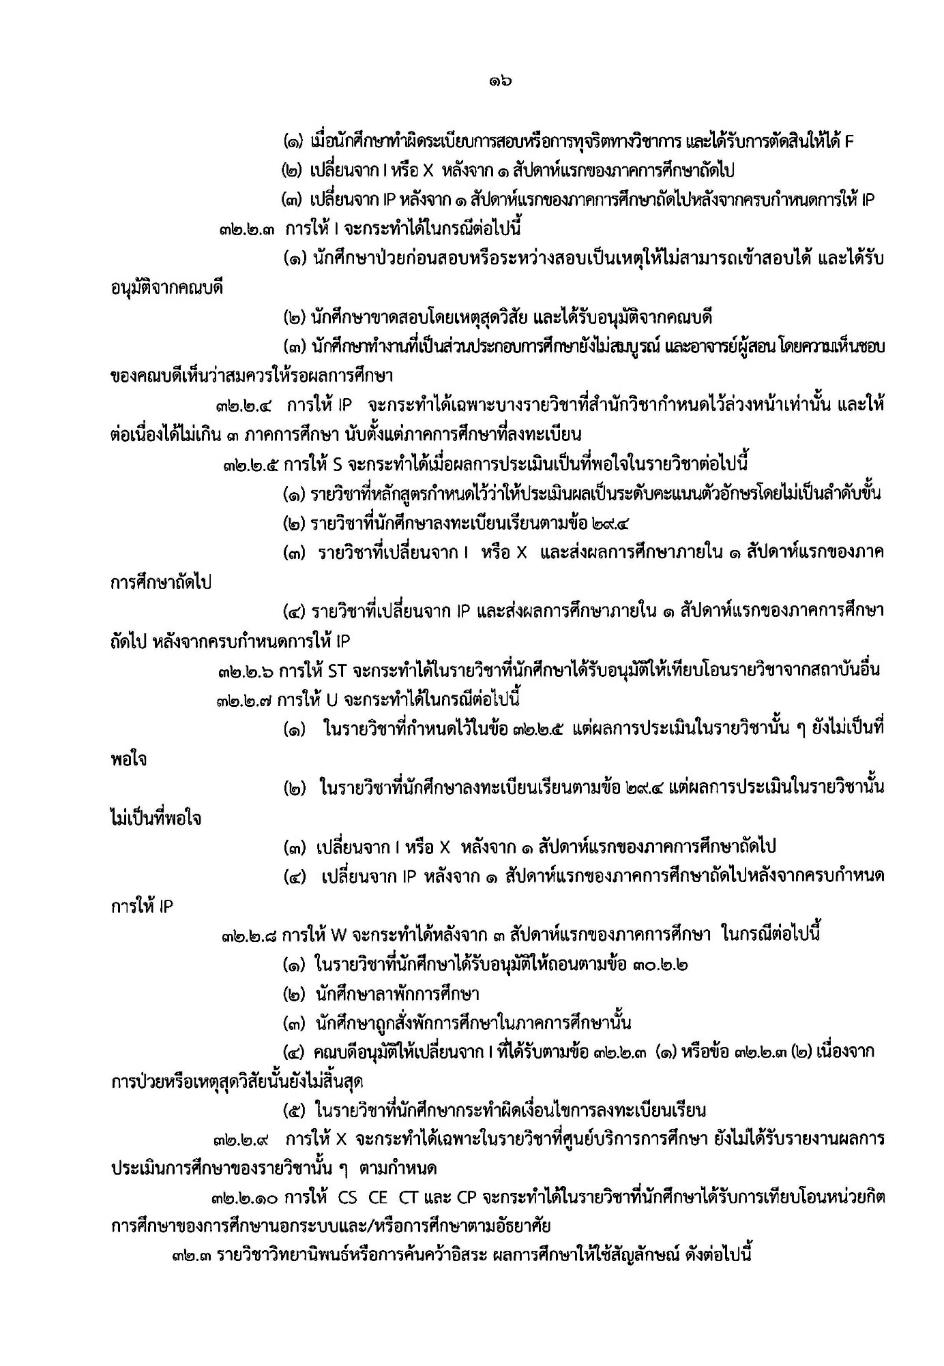 ๑๖
(๑) เมื่อนักศึกษาทำผิดระเบียบการสอบหรือการทุจริตทางวิชาการ และได้รับการตัดสินให้ได้ F
(๒) เปลี่ยนจาก I หรือ X หลังจาก ๑ สัปดาห์แรกของภาคการศึกษาถัดไป
(๓) เปลี่ยนจาก IP หลังจาก ๑ สัปดาห์แรกของภาคการศึกษาถัดไปหลังจากครบกำหนดการให้ IP
๓๒.๒.๓ การให้ I จะกระทำได้ในกรณีต่อไปนี้
(๑) นักศึกษาป่วยก่อนสอบหรือระหว่างสอบเป็นเหตุให้ไม่สามารถเข้าสอบได้ และได้รับ
อนุมัติจากคณบดี
(๒) นักศึกษาขาดสอบโดยเหตุสุดวิสัย และได้รับอนุมัติจากคณบดี
(๓) นักศึกษาทำงานที่เป็นส่วนประกอบการศึกษายังไม่สมบูรณ์ และอาจารย์ผู้สอน โดยความเห็นชอบ
ของคณบดีเห็นว่าสมควรให้รอผลการศึกษา
๓๒.๒.๔ การให้ IP จะกระทำได้เฉพาะบางรายวิชาที่สำนักวิชากำหนดไว้ล่วงหน้าเท่านั้น และให้
ต่อเนื่องได้ไม่เกิน ๓ ภาคการศึกษา นับตั้งแต่ภาคการศึกษาที่ลงทะเบียน
๓๒.๒.๕ การให้ S จะกระทำได้เมื่อผลการประเมินเป็นที่พอใจในรายวิชาต่อไปนี้
(๑) รายวิชาที่หลักสูตรกำหนดไว้ว่าให้ประเมินผลเป็นระดับคะแนนตัวอักษรโดยไม่เป็นลำดับขั้น
(๒) รายวิชาที่นักศึกษาลงทะเบียนเรียนตามข้อ ๒๙.๔
(๓) รายวิชาที่เปลี่ยนจาก I หรือ X และส่งผลการศึกษาภายใน ๑ สัปดาห์แรกของภาค
การศึกษาถัดไป
(๔) รายวิชาที่เปลี่ยนจาก IP และส่งผลการศึกษาภายใน ๑ สัปดาห์แรกของภาคการศึกษา
ถัดไป หลังจากครบกำหนดการให้ IP
๓๒.๒.๖ การให้ ST จะกระทำได้ในรายวิชาที่นักศึกษาได้รับอนุมัติให้เทียบโอนรายวิชาจากสถาบันอื่น
๓๒.๒.๗ การให้ U จะกระทำได้ในกรณีต่อไปนี้
(๑) ในรายวิชาที่กำหนดไว้ในข้อ ๓๒.๒.๕ แต่ผลการประเมินในรายวิชานั้น ๆ ยังไม่เป็นที่
พอใจ
(๒) ในรายวิชาที่นักศึกษาลงทะเบียนเรียนตามข้อ ๒๙.๔ แต่ผลการประเมินในรายวิชานั้น
ไม่เป็นที่พอใจ
(๓) เปลี่ยนจาก I หรือ X หลังจาก ๑ สัปดาห์แรกของภาคการศึกษาถัดไป
(๔) เปลี่ยนจาก IP หลังจาก ๑ สัปดาห์แรกของภาคการศึกษาถัดไปหลังจากครบกำหนด
การให้ IP
๓๒.๒.๘ การให้ W จะกระทำได้หลังจาก ๓ สัปดาห์แรกของภาคการศึกษา ในกรณีต่อไปนี้
(๑) ในรายวิชาที่นักศึกษาได้รับอนุมัติให้ถอนตามข้อ ๓๐.๒.๒
(๒) นักศึกษาลาพักการศึกษา
(๓) นักศึกษาถูกสั่งพักการศึกษาในภาคการศึกษานั้น
(๔) คณบดีอนุมัติให้เปลี่ยนจาก I ที่ได้รับตามข้อ ๓๒.๒.๓ (๑) หรือข้อ ๓๒.๒.๓ (๒) เนื่องจาก
การป่วยหรือเหตุสุดวิสัยนั้นยังไม่สิ้นสุด
(๕) ในรายวิชาที่นักศึกษากระทำผิดเงื่อนไขการลงทะเบียนเรียน
๓๒.๒.๙ การให้ X จะกระทำได้เฉพาะในรายวิชาที่ศูนย์บริการการศึกษา ยังไม่ได้รับรายงานผลการ
ประเมินการศึกษาของรายวิชานั้น ๆ ตามกำหนด
๓๒.๒.๑๐ การให้ CS CE CT และ CP จะกระทำได้ในรายวิชาที่นักศึกษาได้รับการเทียบโอนหน่วยกิต
การศึกษาของการศึกษานอกระบบและ/หรือการศึกษาตามอัธยาศัย
๓๒.๓ รายวิชาวิทยานิพนธ์หรือการค้นคว้าอิสระ ผลการศึกษาให้ใช้สัญลักษณ์ ดังต่อไปนี้